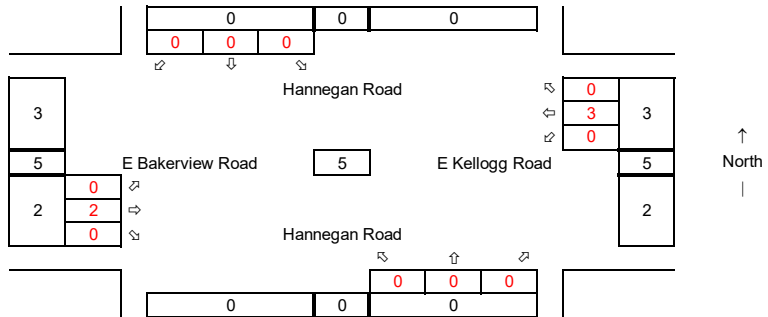 0 0 0
0 0 0
⬃ ⇩ ⬂
Hannegan Road
⬁ 0
3 ⇦ 3 3
⬃ 0 ↑
5 E Bakerview Road 5 E Kellogg Road 5 North
0 ⬀ |
2 2 ⇨ 2
0 ⬂ Hannegan Road
⬁ ⇧ ⬀
0 0 0
0 0 0